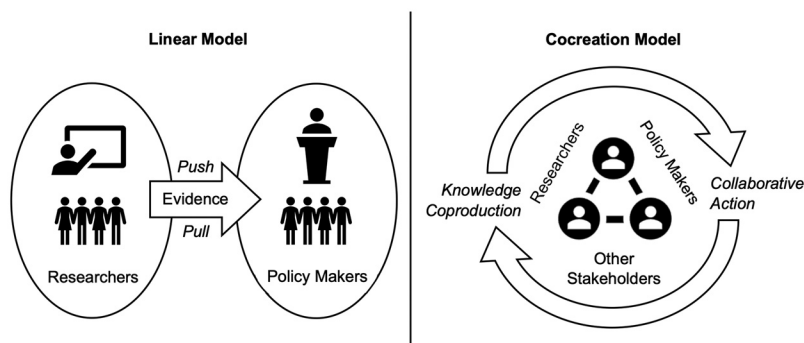 Linear Model
Push
Evidence
Pull
Researchers
Policy Makers
Cocreation Model
Researchers
Policy Makers
Knowledge
Coproduction
Collaborative
Action
Other
Stakeholders